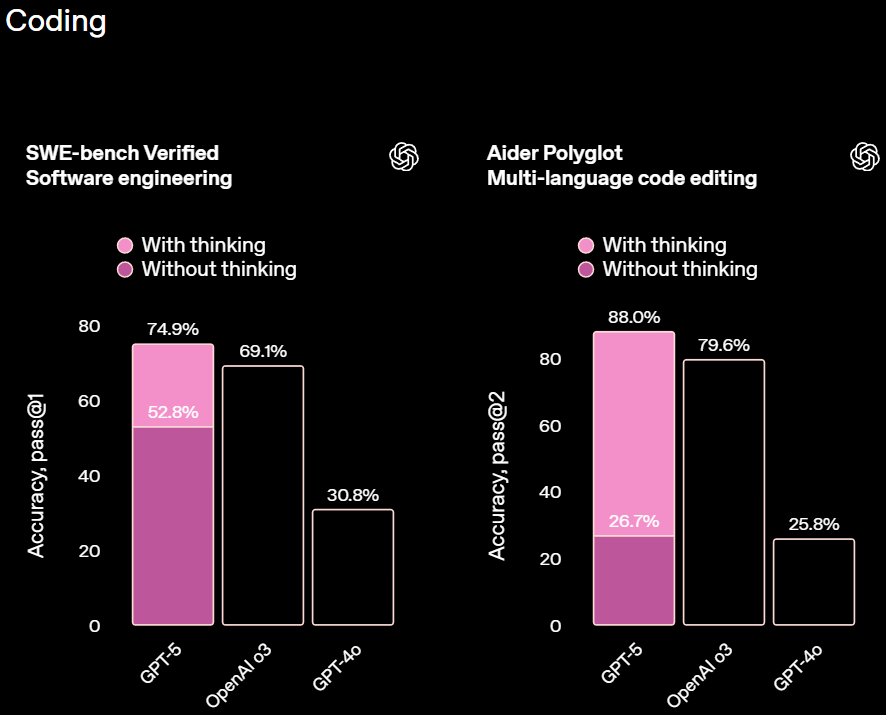 Coding
SWE-bench Verified
Software engineering
With thinking
Without thinking
Accuracy, pass@1
80
60
40
20
0
74.9%
52.8%
69.1%
30.8%
GPT-5
OpenAI o3
GPT-4o
Aider Polyglot
Multi-language code editing
With thinking
Without thinking
Accuracy, pass@2
80
60
40
20
0
88.0%
26.7%
79.6%
25.8%
GPT-5
OpenAI o3
GPT-4o